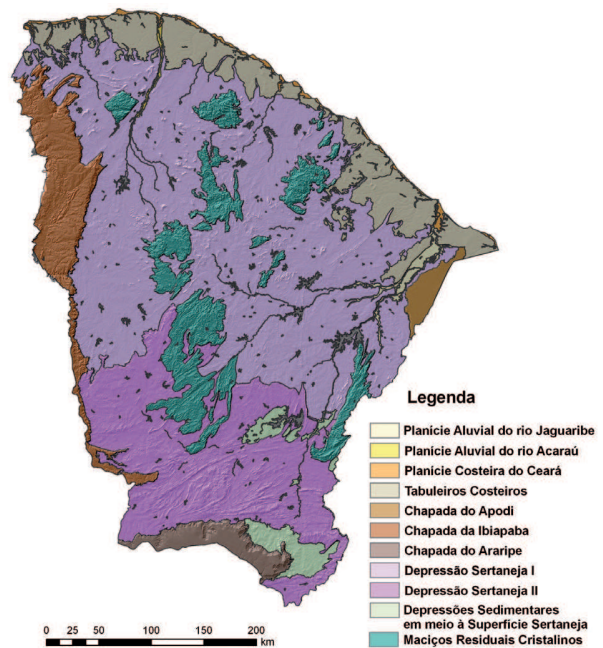 Legenda
Planície Aluvial do rio Jaguaribe
Planície Aluvial do rio Acaraú
Planície Costeira do Ceará
Tabuleiros Costeiros
Chapada do Apodi
Chapada da Ibiapaba
Chapada do Araripe
Depressão Sertaneja I
Depressão Sertaneja II
Depressões Sedimentares
em meio à Superfície Sertaneja
Maciços Residuais Cristalinos
0 25 50 100 150 200
km